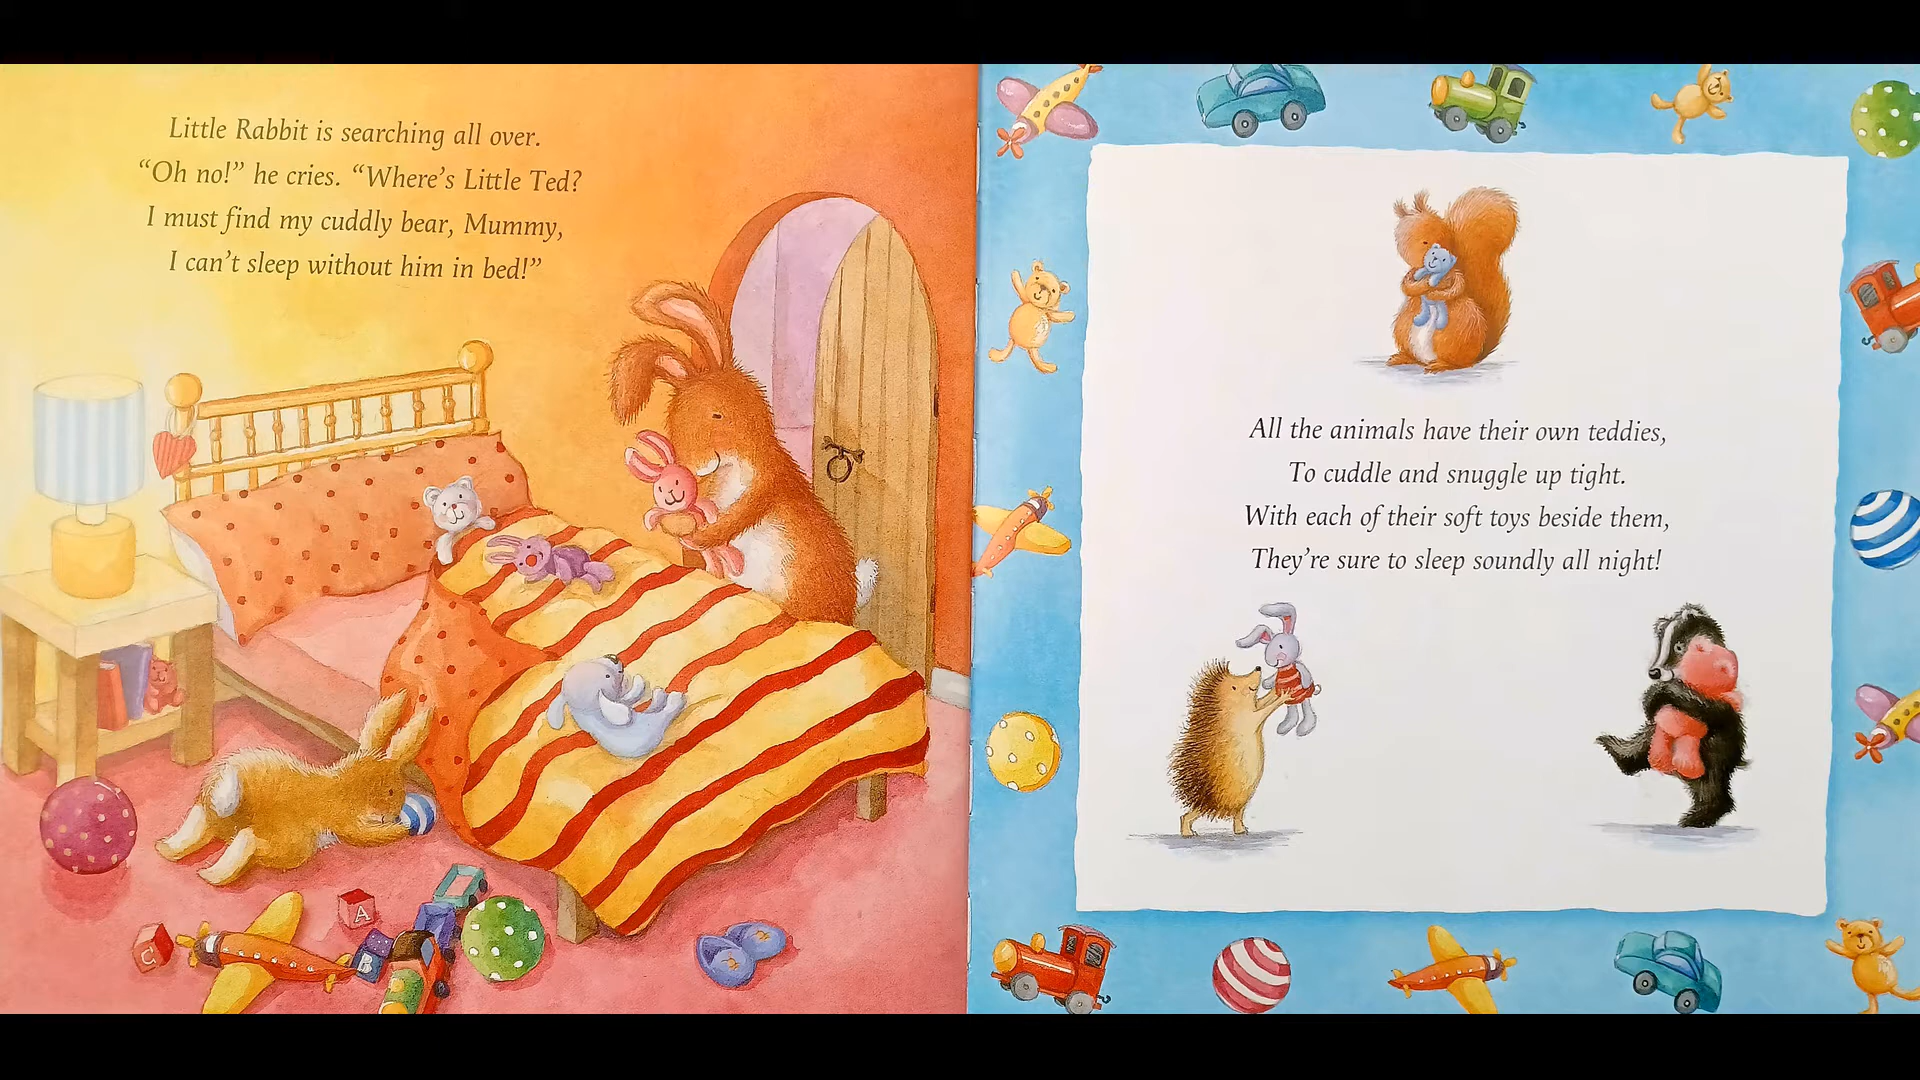 Little Rabbit is searching all over.
“Oh no!” he cries. “Where’s Little Ted?
I must find my cuddly bear, Mummy,
I can’t sleep without him in bed!”
A
C
B
All the animals have their own teddies,
To cuddle and snuggle up tight.
With each of their soft toys beside them,
They’re sure to sleep soundly all night!